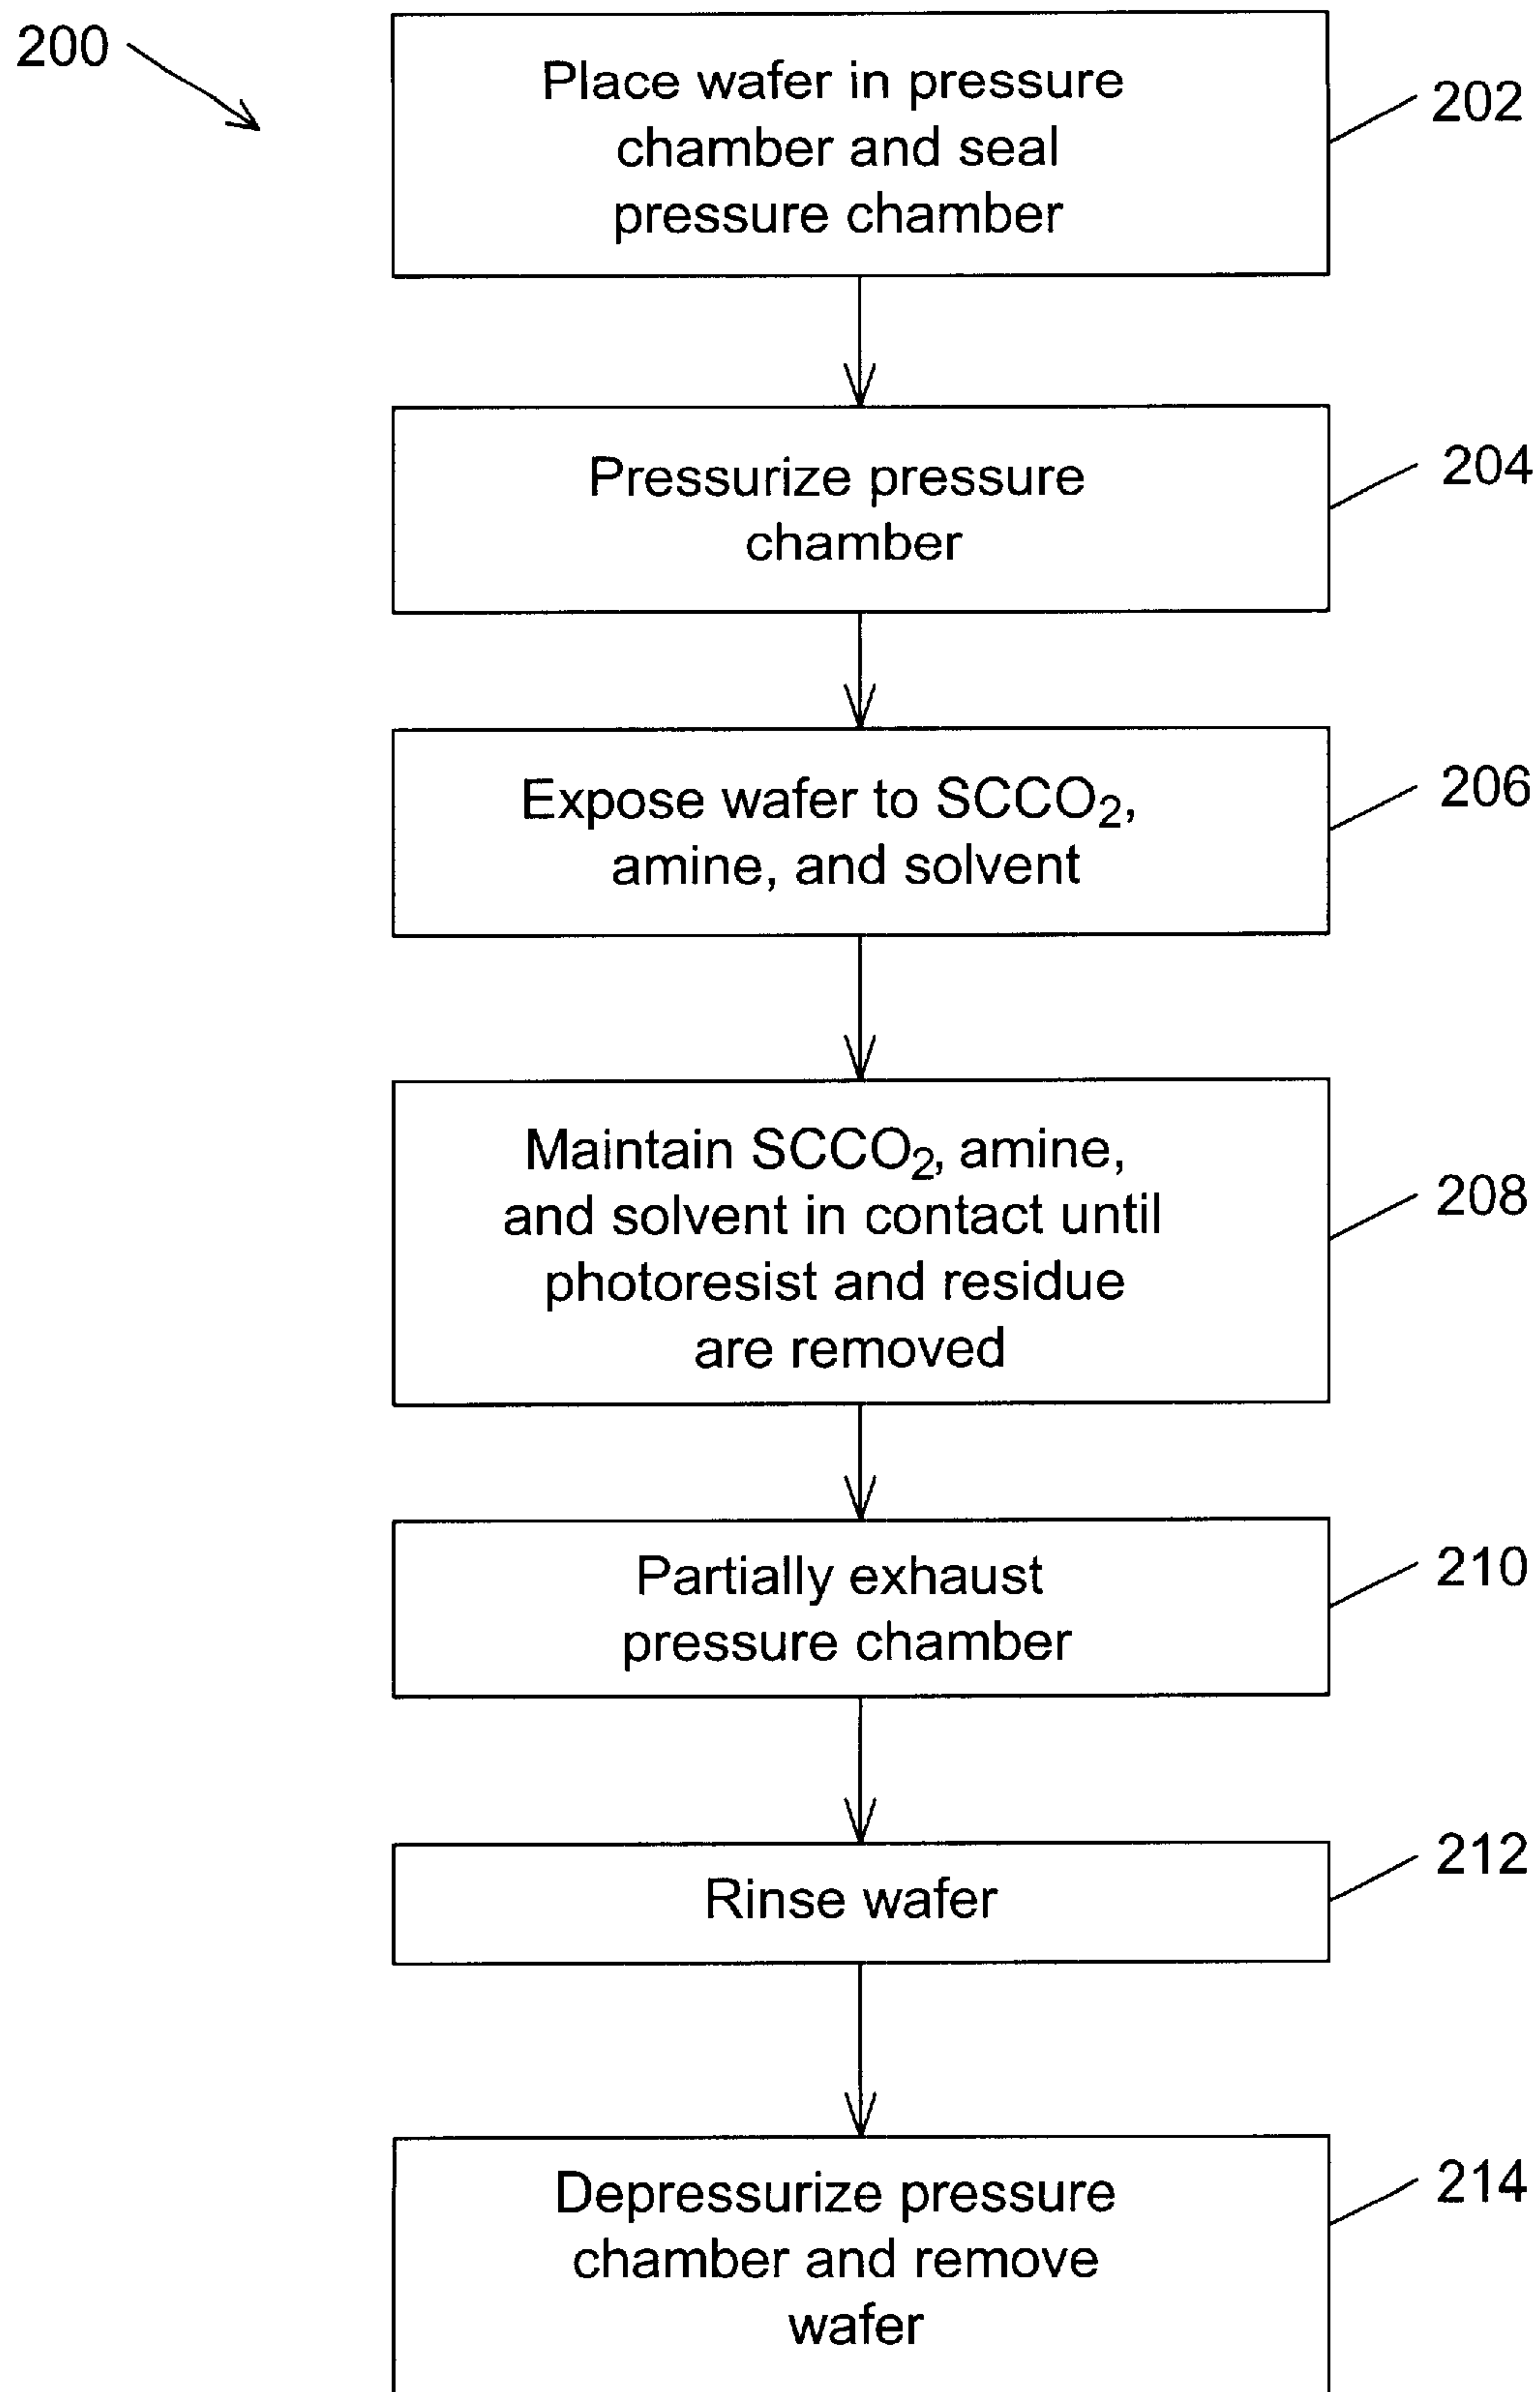 200
Place wafer in pressure
chamber and seal
pressure chamber
202
Pressurize pressure
chamber
204
Expose wafer to SCCO₂,
amine, and solvent
206
Maintain SCCO₂, amine,
and solvent in contact until
photoresist and residue
are removed
208
Partially exhaust
pressure chamber
210
Rinse wafer
212
Depressurize pressure
chamber and remove
wafer
214